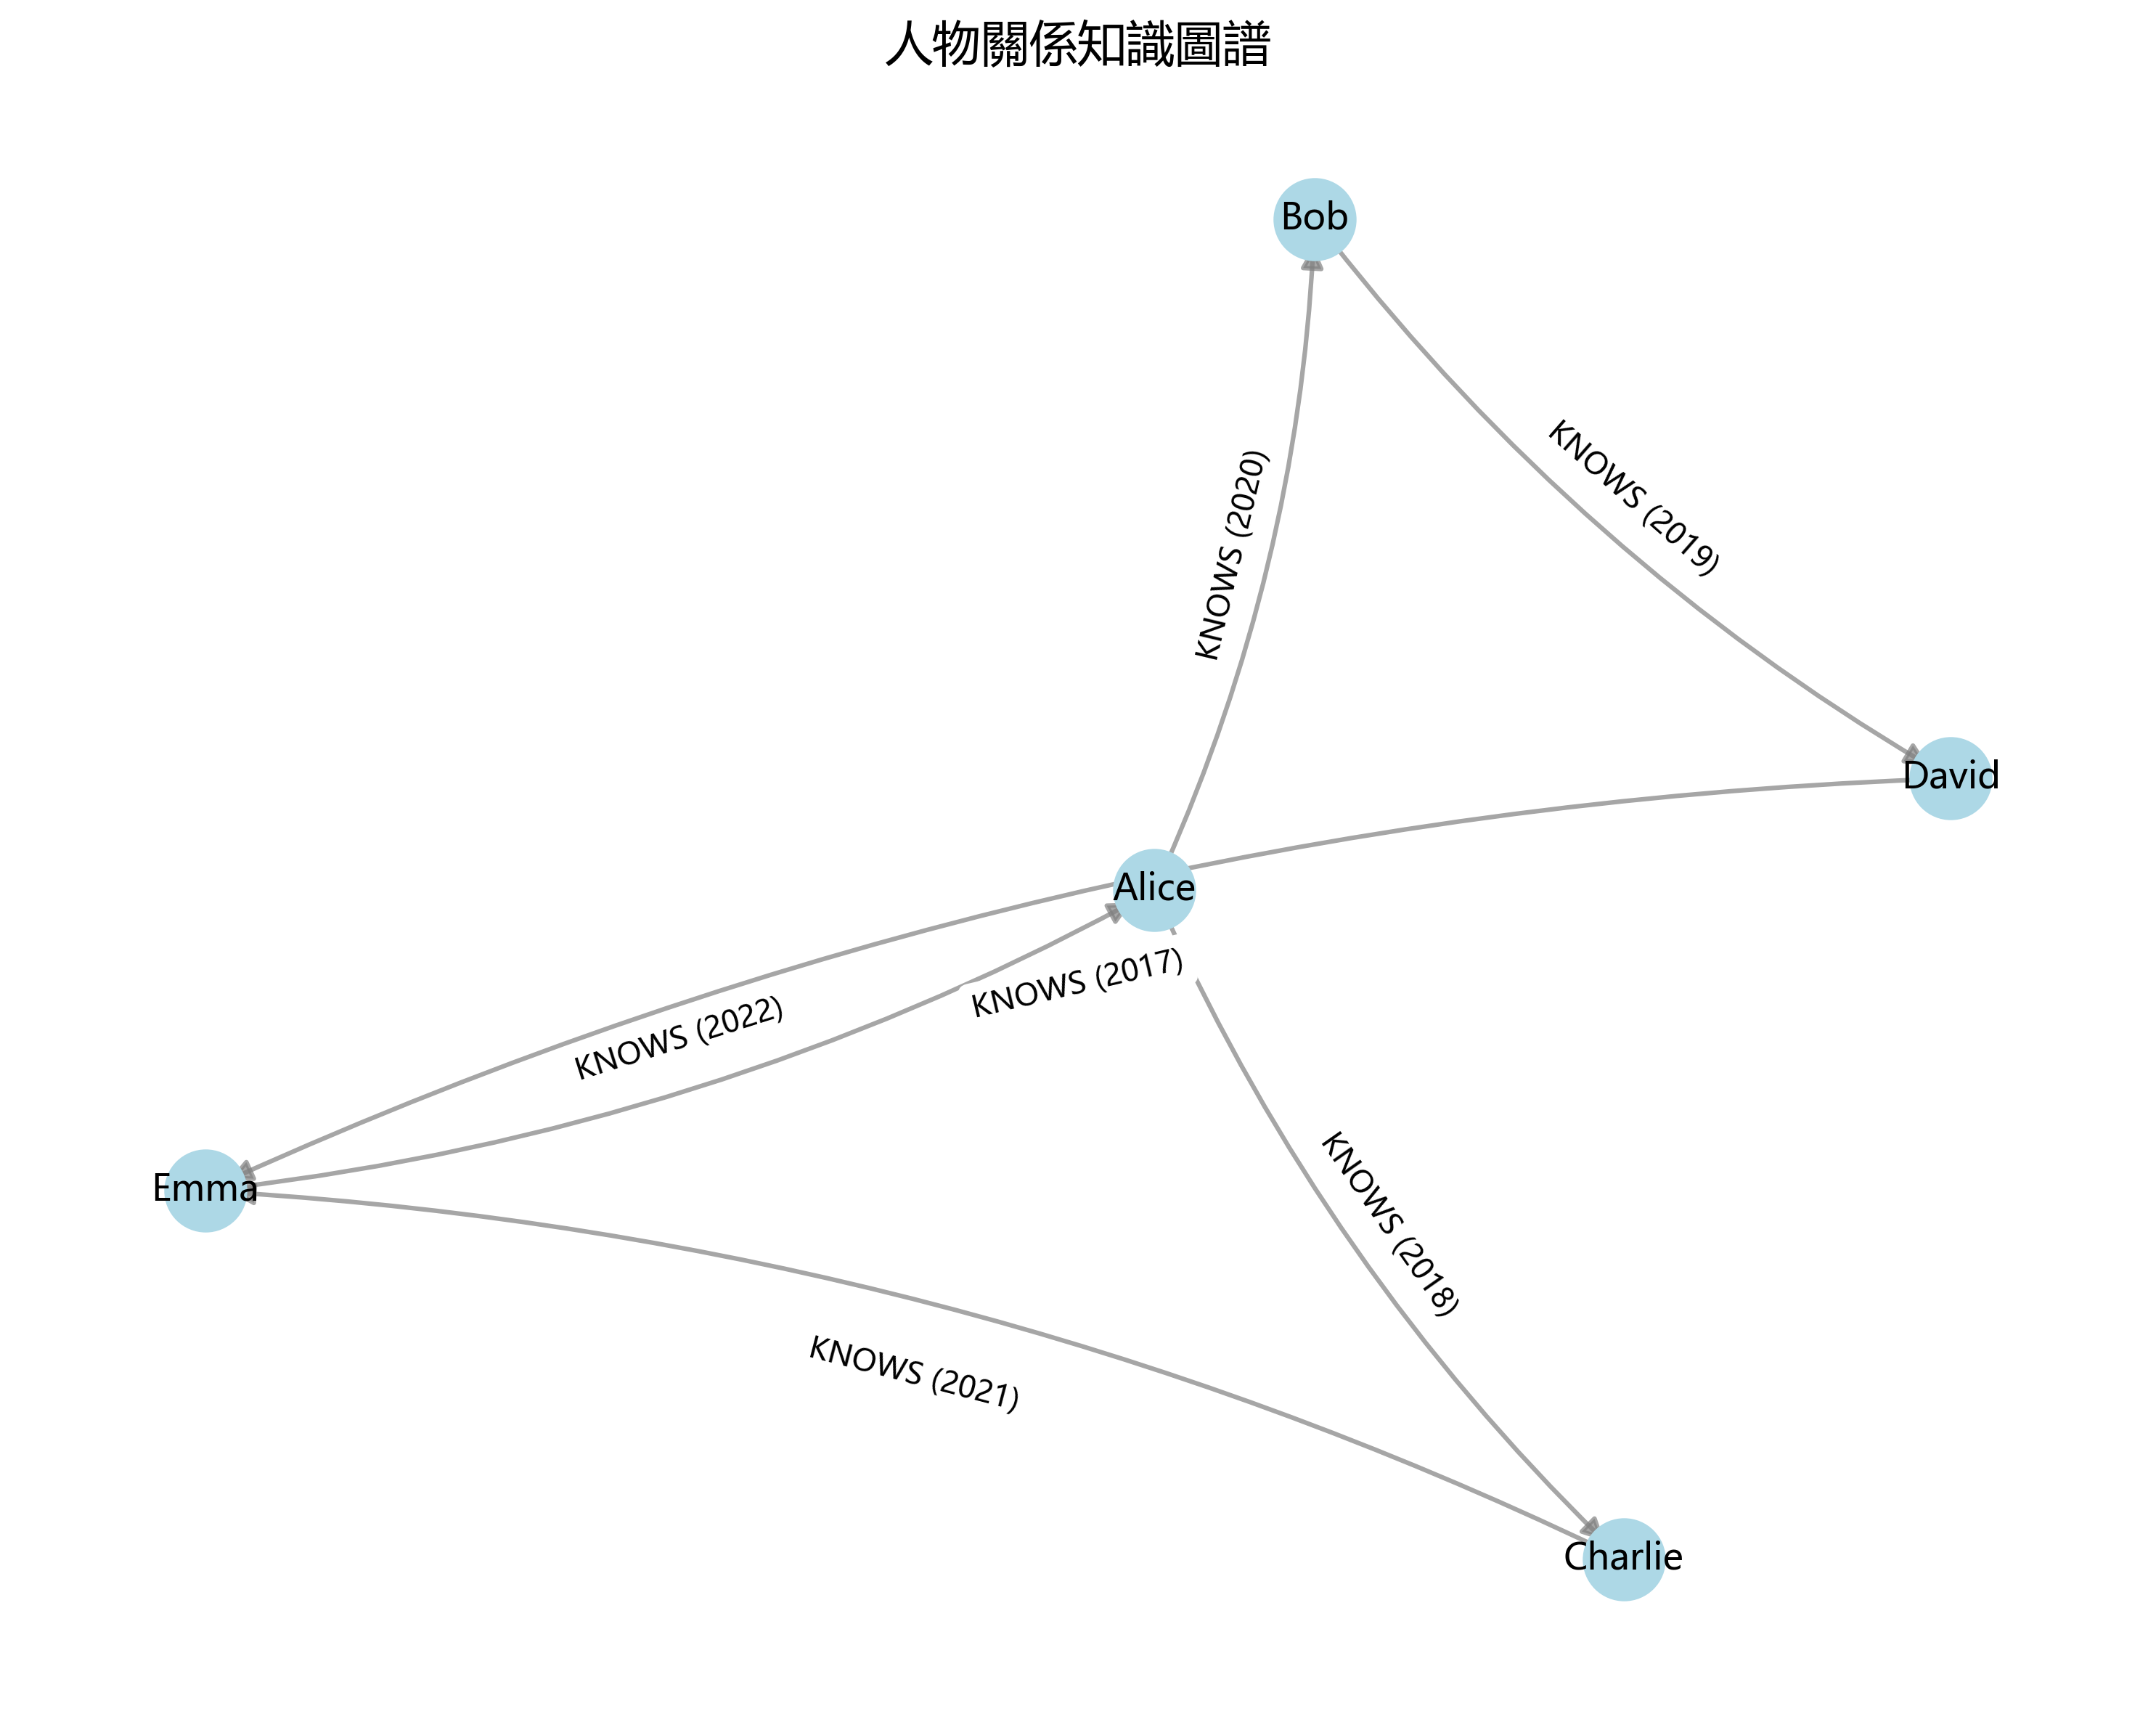 人物關係知識圖譜
Bob
KNOWS (2019)
KNOWS (2020)
David
Alice
KNOWS (2017)
KNOWS (2022)
Emma
KNOWS (2018)
KNOWS (2021)
Charlie